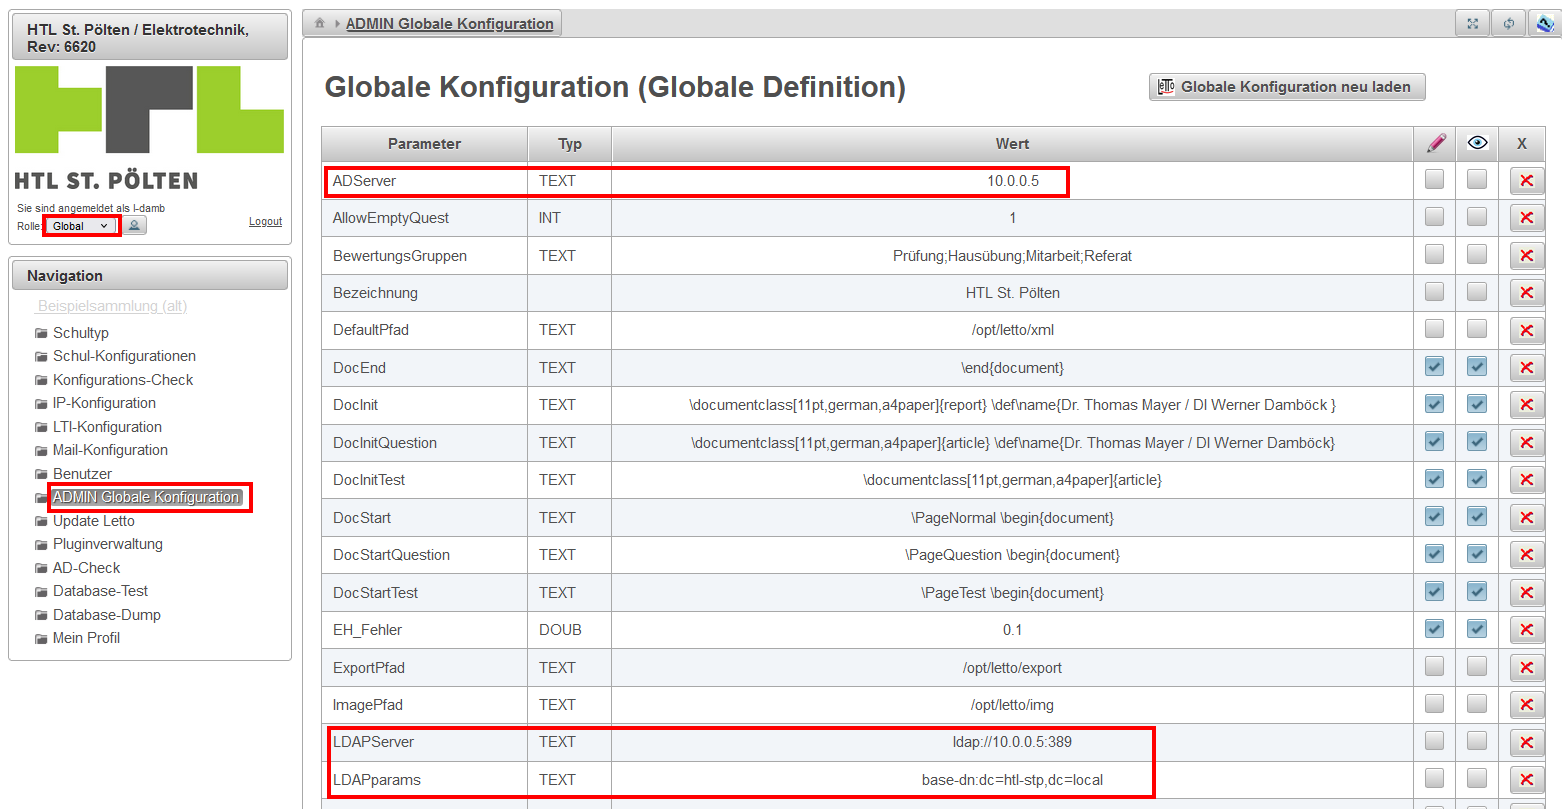 HTL St. Pölten / Elektrotechnik,
Rev: 6620
HTL ST. PÖLTEN
Sie sind angemeldet als l-damb
Rolle: Global
Logout
Navigation
Beispielsammlung (alt)
Schultyp
Schul-Konfigurationen
Konfigurations-Check
IP-Konfiguration
LTI-Konfiguration
Mail-Konfiguration
Benutzer
ADMIN Globale Konfiguration
Update Letto
Pluginverwaltung
AD-Check
Database-Test
Database-Dump
Mein Profil
ADMIN Globale Konfiguration
Globale Konfiguration (Globale Definition)
Globale Konfiguration neu laden
Parameter Typ Wert X
ADServer TEXT 10.0.0.5
AllowEmptyQuest INT 1
BewertungsGruppen TEXT Prüfung;Hausübung;Mitarbeit;Referat
Bezeichnung HTL St. Pölten
DefaultPfad TEXT /opt/letto/xml
DocEnd TEXT \end{document}
DocInit TEXT \documentclass[11pt,german,a4paper]{report} \def\name{Dr. Thomas Mayer / DI Werner Damböck }
DocInitQuestion TEXT \documentclass[11pt,german,a4paper]{article} \def\name{Dr. Thomas Mayer / DI Werner Damböck}
DocInitTest TEXT \documentclass[11pt,german,a4paper]{article}
DocStart TEXT \PageNormal \begin{document}
DocStartQuestion TEXT \PageQuestion \begin{document}
DocStartTest TEXT \PageTest \begin{document}
EH_Fehler DOUB 0.1
ExportPfad TEXT /opt/letto/export
ImagePfad TEXT /opt/letto/img
LDAPServer TEXT ldap://10.0.0.5:389
LDAPparams TEXT base-dn:dc=htl-stp,dc=local